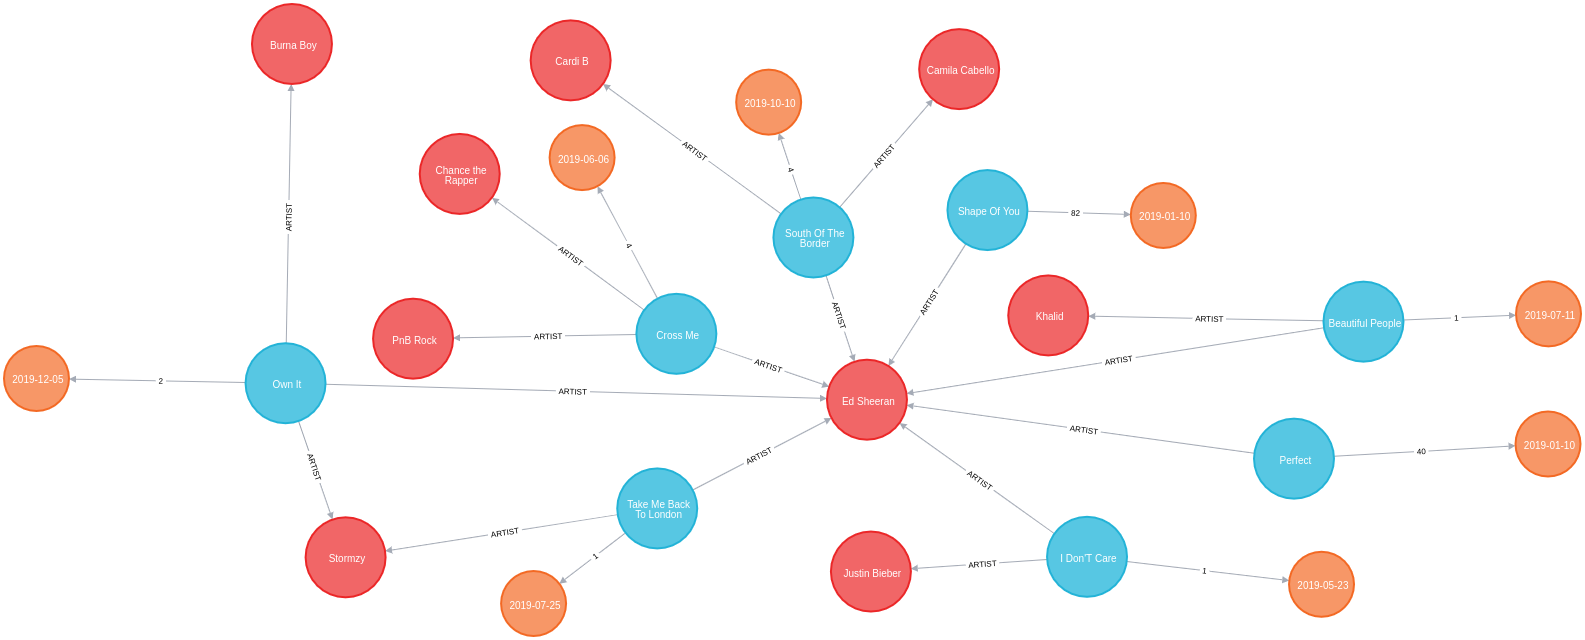 Burna Boy
Cardi B
Camila Cabello
2019-10-10
ARTIST
ARTIST
2019-06-06
4
Chance the
Rapper
ARTIST
Shape Of You
82
2019-01-10
South Of The
Border
4
ARTIST
ARTIST
ARTIST
ARTIST
Khalid
ARTIST
Beautiful People
1
2019-07-11
PnB Rock
ARTIST
Cross Me
ARTIST
ARTIST
2019-12-05
2
Own It
ARTIST
Ed Sheeran
ARTIST
2019-01-10
40
Perfect
ARTIST
ARTIST
ARTIST
Take Me Back
To London
ARTIST
Stormzy
1
2019-07-25
Justin Bieber
ARTIST
I Don'T Care
1
2019-05-23